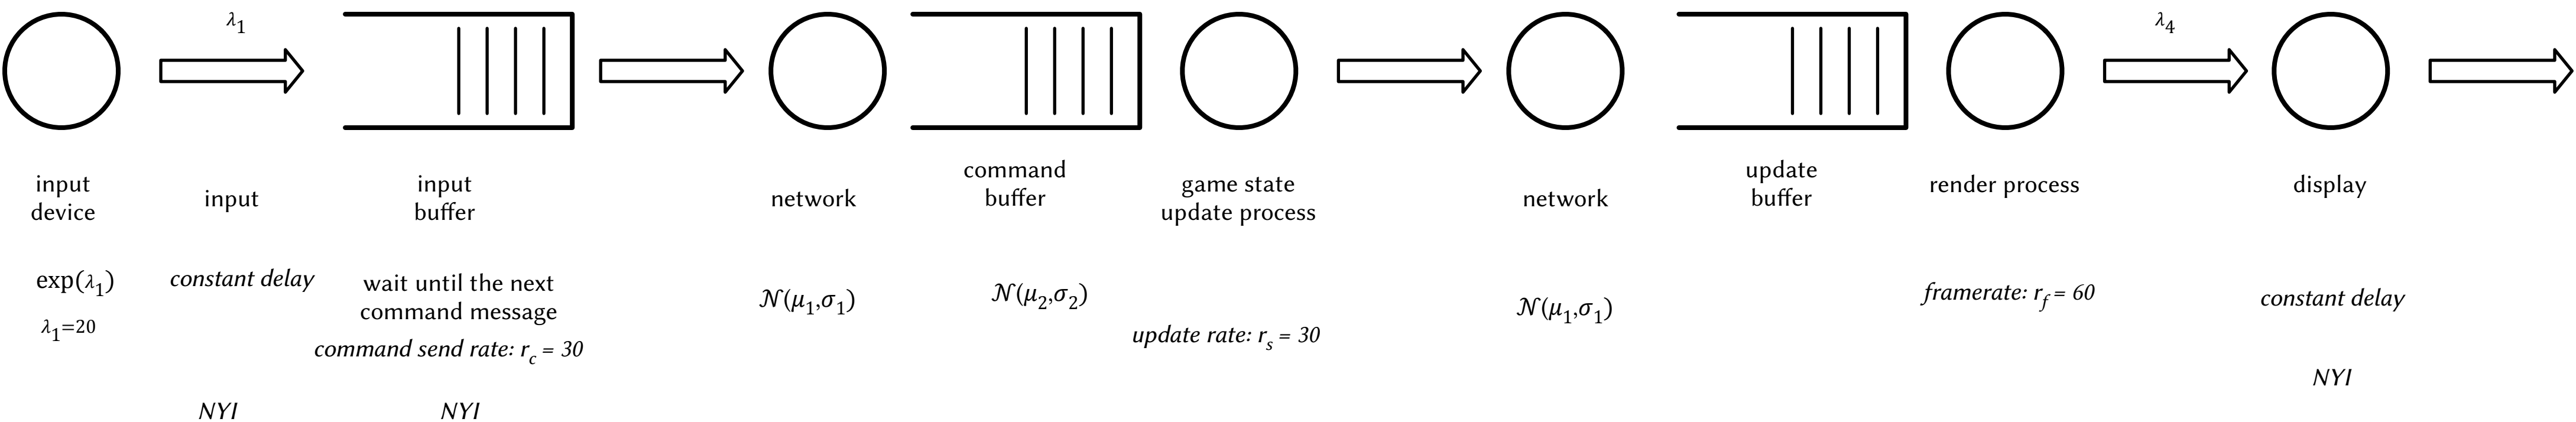 λ1
λ4
input
device
input
input
buffer
network
command
buffer
game state
update process
network
update
buffer
render process
display
exp(λ1)
λ1=20
constant delay
wait until the next
command message
command send rate: rc = 30
𝒩(μ1,σ1)
𝒩(μ2,σ2)
update rate: rs = 30
𝒩(μ1,σ1)
framerate: rf = 60
constant delay
NYI
NYI
NYI